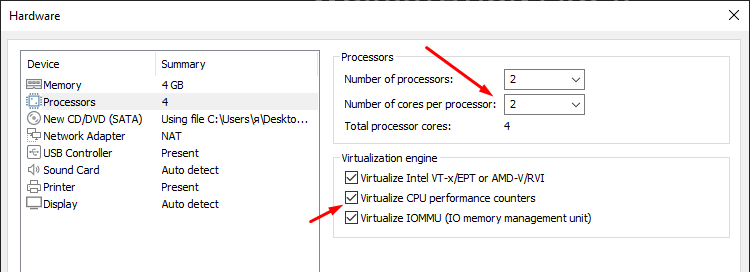 Hardware
Device Summary
Memory 4 GB
Processors 4
New CD/DVD (SATA) Using file C:\Users\я\Deskto...
Network Adapter NAT
USB Controller Present
Sound Card Auto detect
Printer Present
Display Auto detect
Processors
Number of processors: 2
Number of cores per processor: 2
Total processor cores: 4
Virtualization engine
Virtualize Intel VT-x/EPT or AMD-V/RVI
Virtualize CPU performance counters
Virtualize IOMMU (IO memory management unit)